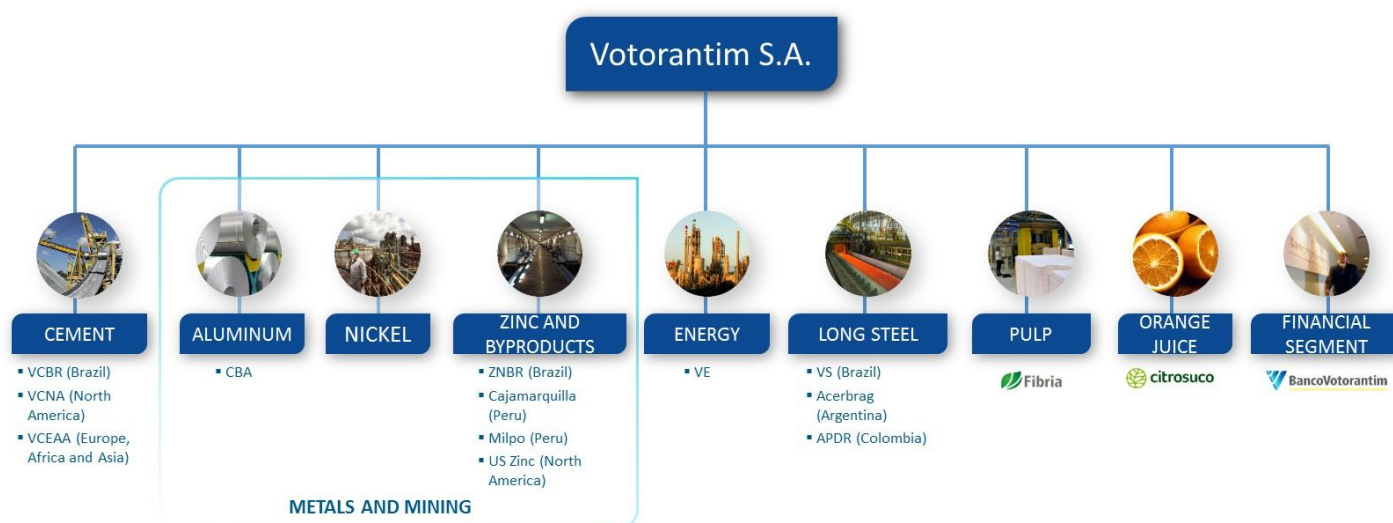 Votorantim S.A.
CEMENT
▪ VCBR (Brazil)
▪ VCNA (North
America)
▪ VCEAA (Europe,
Africa and Asia)
ALUMINUM
▪ CBA
NICKEL
ZINC AND
BYPRODUCTS
▪ ZNBR (Brazil)
▪ Cajamarquilla
(Peru)
▪ Milpo (Peru)
▪ US Zinc (North
America)
METALS AND MINING
ENERGY
▪ VE
LONG STEEL
▪ VS (Brazil)
▪ Acerbrag
(Argentina)
▪ APDR (Colombia)
PULP
Fibria
ORANGE
JUICE
citrosuco
FINANCIAL
SEGMENT
BancoVotorantim